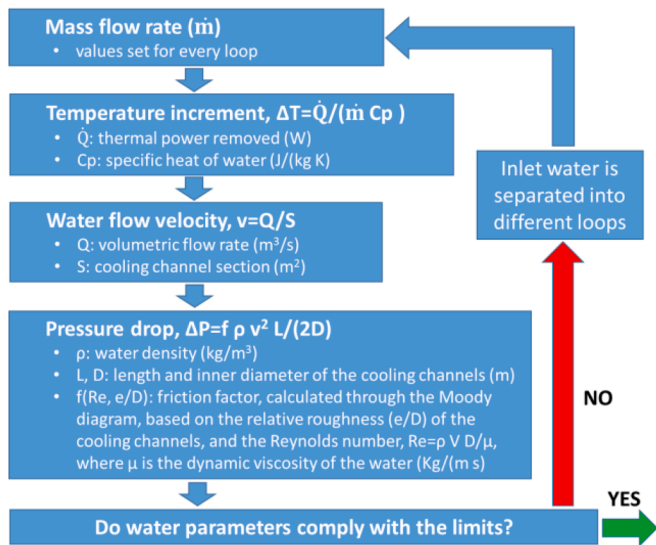 Mass flow rate (ṁ)
• values set for every loop
Temperature increment, ΔT=Q̇/(ṁ Cp )
• Q̇: thermal power removed (W)
• Cp: specific heat of water (J/(kg K)
Water flow velocity, v=Q/S
• Q: volumetric flow rate (m³/s)
• S: cooling channel section (m²)
Pressure drop, ΔP=f ρ v² L/(2D)
• ρ: water density (kg/m³)
• L, D: length and inner diameter of the cooling channels (m)
• f(Re, e/D): friction factor, calculated through the Moody
diagram, based on the relative roughness (e/D) of the
cooling channels, and the Reynolds number, Re=ρ V D/μ,
where μ is the dynamic viscosity of the water (Kg/(m s)
Do water parameters comply with the limits?
Inlet water is
separated into
different loops
NO
YES